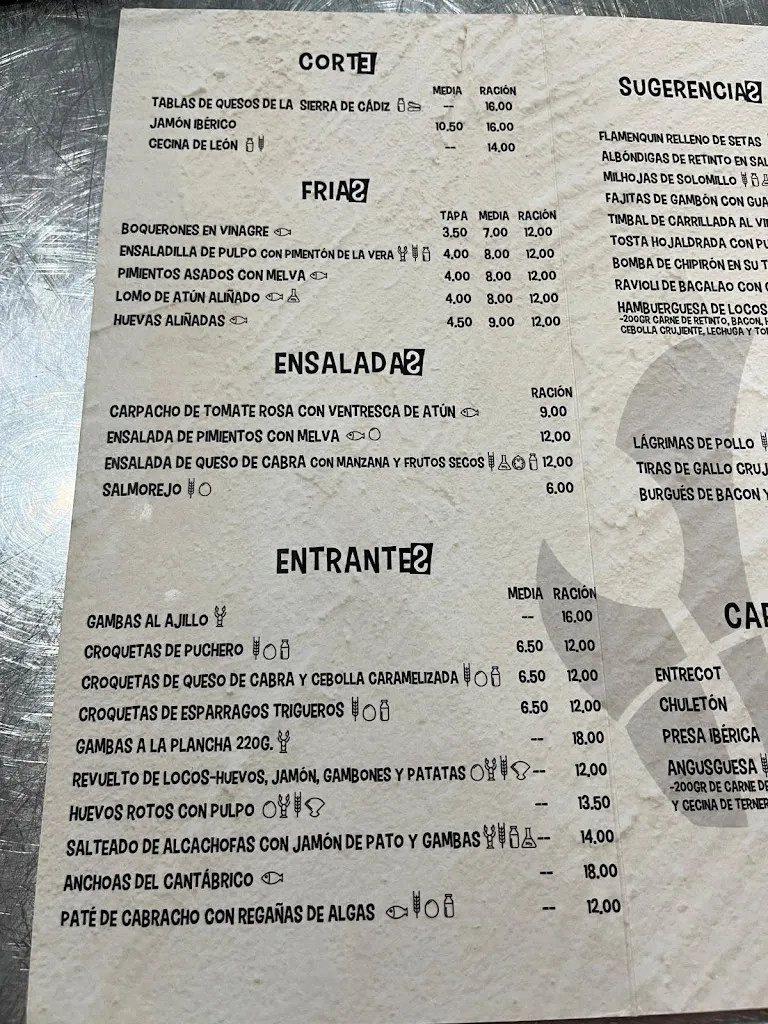 CORTE
MEDIA RACIÓN
TABLAS DE QUESOS DE LA SIERRA DE CÁDIZ -- 16.00
JAMÓN IBÉRICO 10.50 16.00
CECINA DE LEÓN -- 14.00
FRIAS
TAPA MEDIA RACIÓN
BOQUERONES EN VINAGRE 3.50 7.00 12.00
ENSALADILLA DE PULPO CON PIMENTÓN DE LA VERA 4.00 8.00 12.00
PIMIENTOS ASADOS CON MELVA 4.00 8.00 12.00
LOMO DE ATÚN ALIÑADO 4.00 8.00 12.00
HUEVAS ALIÑADAS 4.50 9.00 12.00
ENSALADAS
RACIÓN
CARPACHO DE TOMATE ROSA CON VENTRESCA DE ATÚN 9.00
ENSALADA DE PIMIENTOS CON MELVA 12.00
ENSALADA DE QUESO DE CABRA CON MANZANA Y FRUTOS SECOS 12.00
SALMOREJO 6.00
ENTRANTES
MEDIA RACIÓN
GAMBAS AL AJILLO -- 16.00
CROQUETAS DE PUCHERO 6.50 12.00
CROQUETAS DE QUESO DE CABRA Y CEBOLLA CARAMELIZADA 6.50 12.00
CROQUETAS DE ESPARRAGOS TRIGUEROS 6.50 12.00
GAMBAS A LA PLANCHA 220G. -- 18.00
REVUELTO DE LOCOS-HUEVOS, JAMÓN, GAMBONES Y PATATAS -- 12.00
HUEVOS ROTOS CON PULPO -- 13.50
SALTEADO DE ALCACHOFAS CON JAMÓN DE PATO Y GAMBAS -- 14.00
ANCHOAS DEL CANTÁBRICO -- 18.00
PATÉ DE CABRACHO CON REGAÑAS DE ALGAS -- 12.00
SUGERENCIAS
FLAMENQUIN RELLENO DE SETAS
ALBÓNDIGAS DE RETINTO EN SAL
MILHOJAS DE SOLOMILLO
FAJITAS DE GAMBÓN CON GUA
TIMBAL DE CARRILLADA AL VI
TOSTA HOJALDRADA CON PU
BOMBA DE CHIPIRÓN EN SU T
RAVIOLI DE BACALAO CON
HAMBUERGUESA DE LOCOS
-200GR CARNE DE RETINTO, BACON, H
CEBOLLA CRUJIENTE, LECHUGA Y TO
LÁGRIMAS DE POLLO
TIRAS DE GALLO CRUJ
BURGUÉS DE BACON Y
CAR
ENTRECOT
CHULETÓN
PRESA IBÉRICA
ANGUSGUESA
-200GR DE CARNE DE
Y CECINA DE TERNER